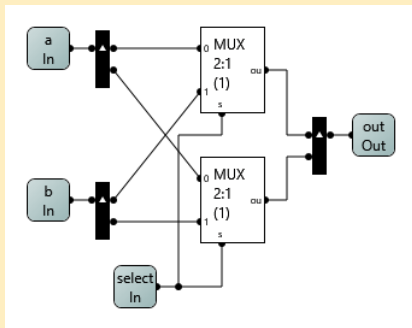 a
In
0
MUX
2:1
(1)
ou
1
s
out
Out
b
In
0
MUX
2:1
(1)
ou
1
s
select
In